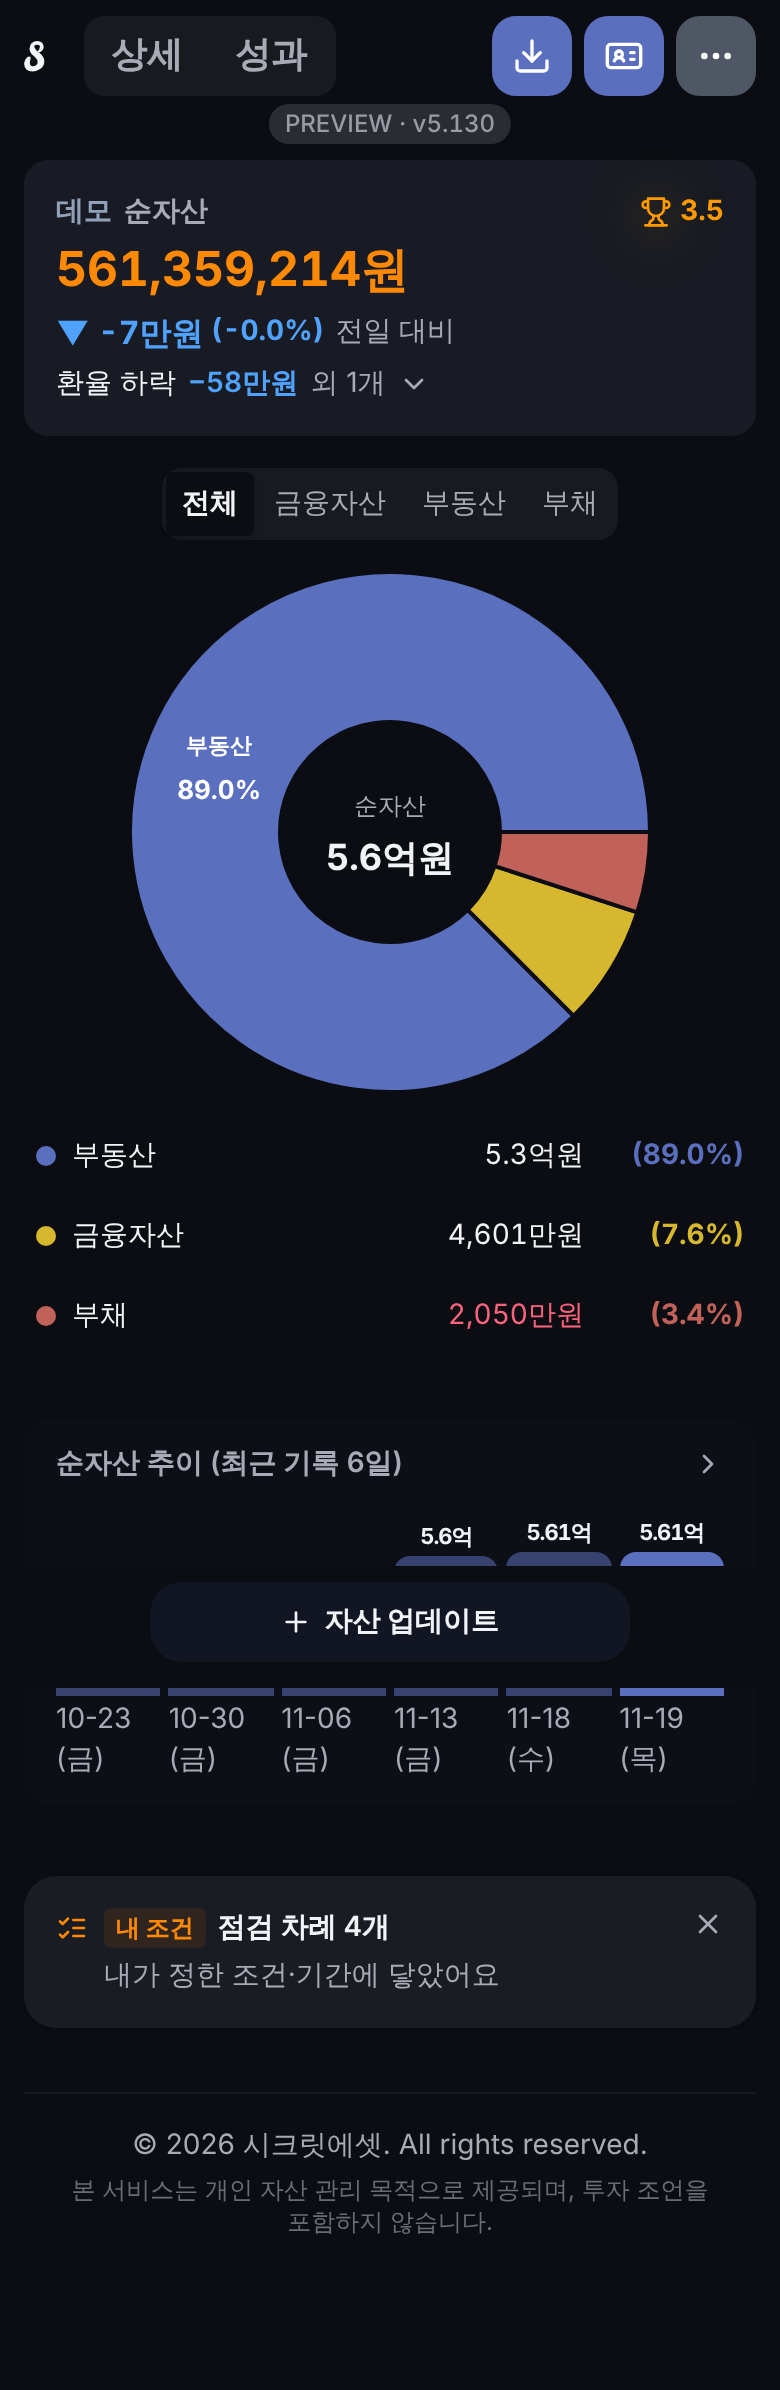 S
상세 성과
PREVIEW · v5.130
데모 순자산
3.5
561,359,214원
▼ -7만원 (-0.0%) 전일 대비
환율 하락 −58만원 외 1개
전체 금융자산 부동산 부채
부동산
89.0%
순자산
5.6억원
부동산 5.3억원 (89.0%)
금융자산 4,601만원 (7.6%)
부채 2,050만원 (3.4%)
순자산 추이 (최근 기록 6일)
5.6억 5.61억 5.61억
+ 자산 업데이트
10-23 10-30 11-06 11-13 11-18 11-19
(금) (금) (금) (금) (수) (목)
내 조건 점검 차례 4개
내가 정한 조건·기간에 닿았어요
© 2026 시크릿에셋. All rights reserved.
본 서비스는 개인 자산 관리 목적으로 제공되며, 투자 조언을
포함하지 않습니다.